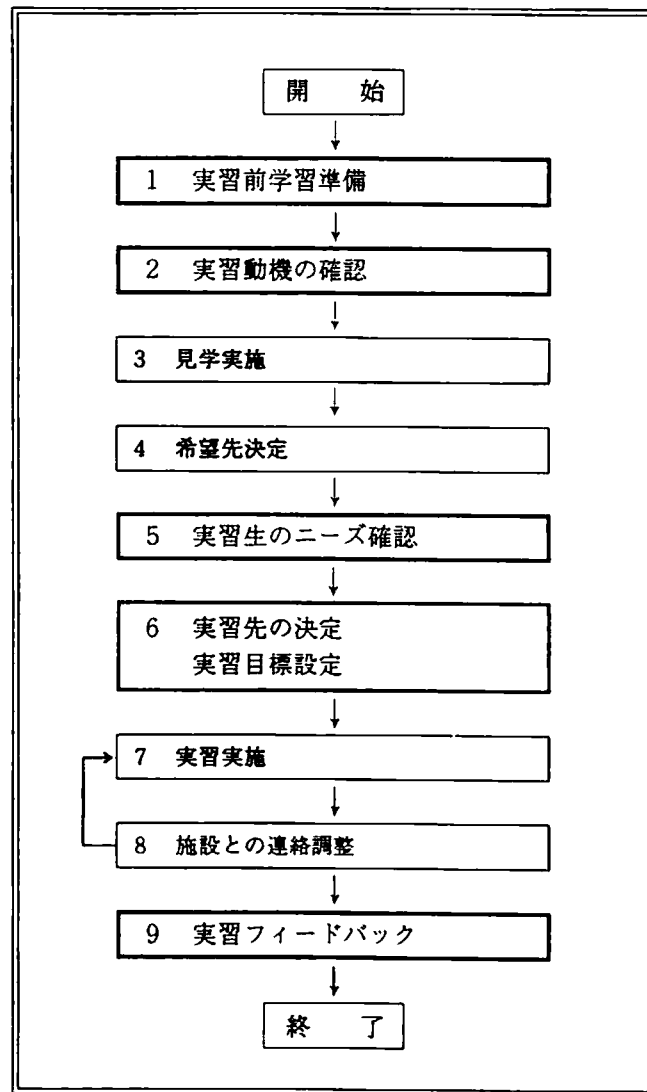 開　始
1　実習前学習準備
2　実習動機の確認
3　見学実施
4　希望先決定
5　実習生のニーズ確認
6　実習先の決定
実習目標設定
7　実習実施
8　施設との連絡調整
9　実習フィードバック
終　了